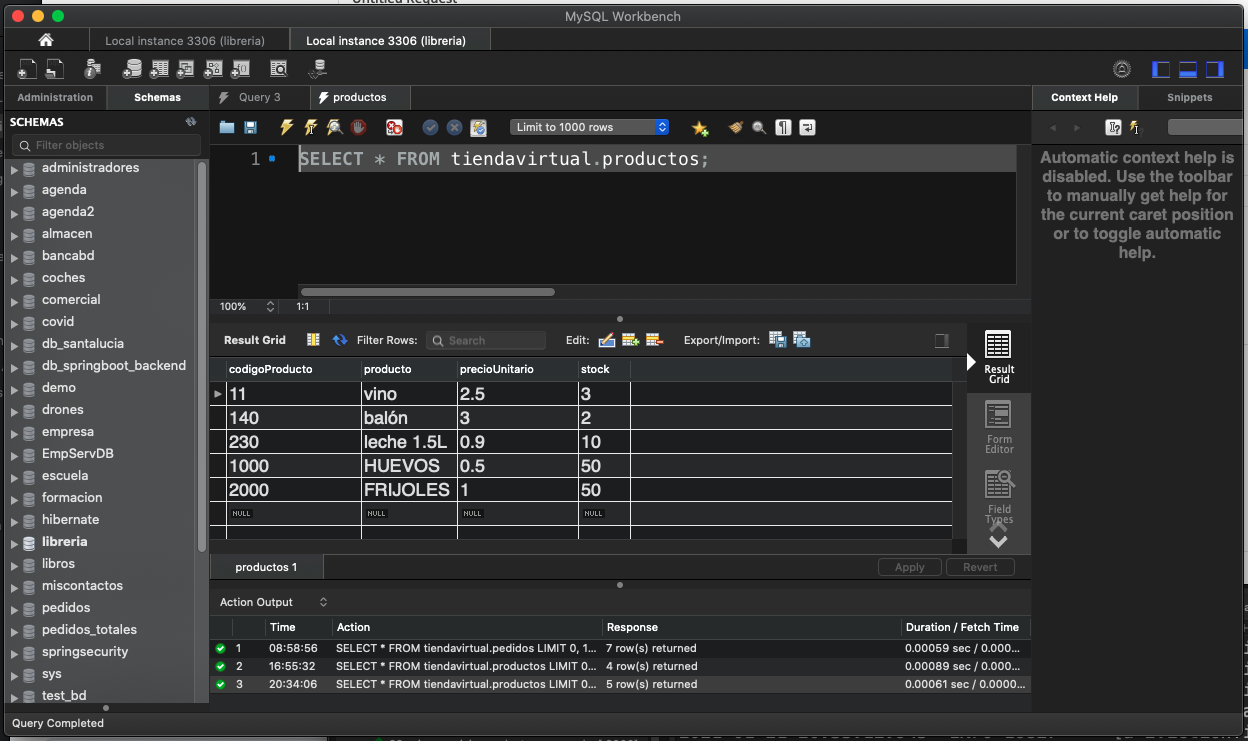 Untitled Request
MySQL Workbench
Local instance 3306 (libreria)
Local instance 3306 (libreria)
Administration
Schemas
Query 3
productos
Context Help
Snippets
SCHEMAS
Filter objects
Limit to 1000 rows
administradores
agenda
agenda2
almacen
bancabd
coches
comercial
covid
db_santalucia
db_springboot_backend
demo
drones
empresa
EmpServDB
escuela
formacion
hibernate
libreria
libros
miscontactos
pedidos
pedidos_totales
springsecurity
sys
test_bd
1 SELECT * FROM tiendavirtual.productos;
100% 1:1
Automatic context help is
disabled. Use the toolbar
to manually get help for
the current caret position
or to toggle automatic
help.
Result Grid Filter Rows: Search Edit: Export/Import:
codigoProducto producto precioUnitario stock
11 vino 2.5 3
140 balón 3 2
230 leche 1.5L 0.9 10
1000 HUEVOS 0.5 50
2000 FRIJOLES 1 50
NULL NULL NULL NULL
Result
Grid
Form
Editor
Field
Types
productos 1
Apply Revert
Action Output
Time Action Response Duration / Fetch Time
1 08:58:56 SELECT * FROM tiendavirtual.pedidos LIMIT 0, 1... 7 row(s) returned 0.00059 sec / 0.000...
2 16:55:32 SELECT * FROM tiendavirtual.productos LIMIT 0... 4 row(s) returned 0.00089 sec / 0.000...
3 20:34:06 SELECT * FROM tiendavirtual.productos LIMIT 0... 5 row(s) returned 0.00061 sec / 0.0000...
Query Completed